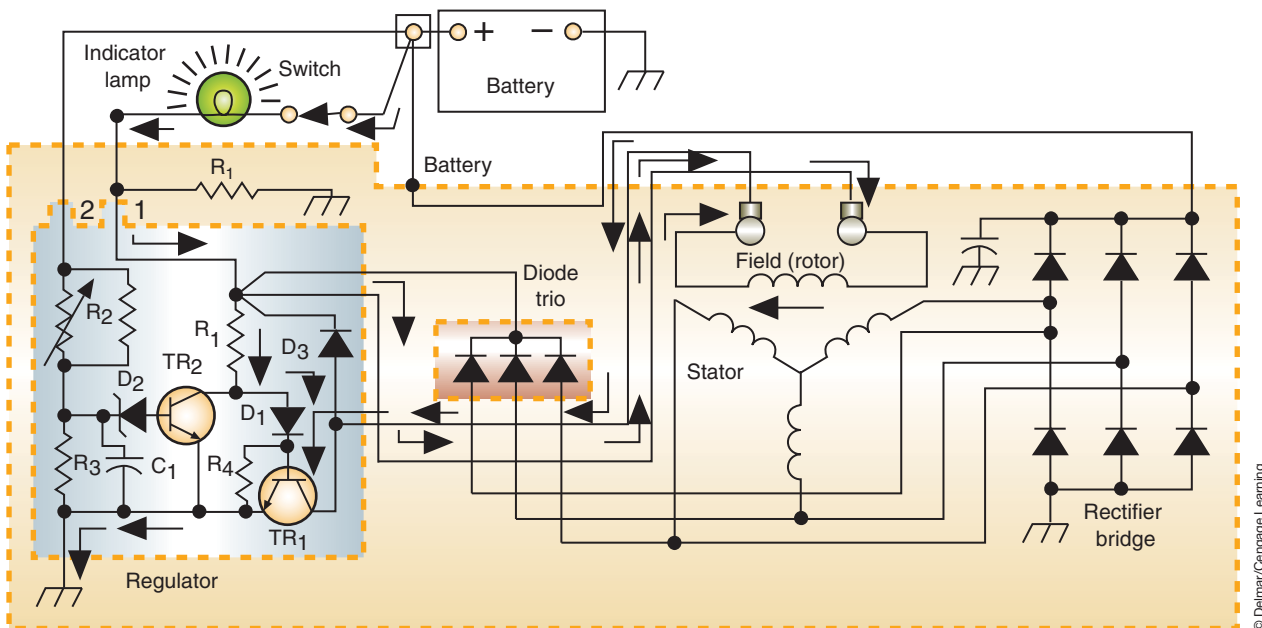 Indicator
lamp
Switch
+
−
Battery
Battery
R1
2
1
R2
R1
D3
TR2
D2
D1
R3
C1
R4
TR1
Regulator
Diode
trio
Field (rotor)
Stator
Rectifier
bridge
© Delmar/Cengage Learning